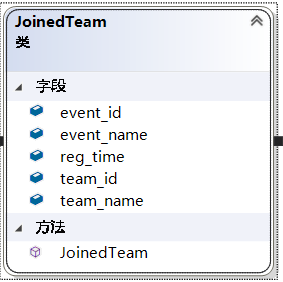 JoinedTeam
类
字段
event_id
event_name
reg_time
team_id
team_name
方法
JoinedTeam